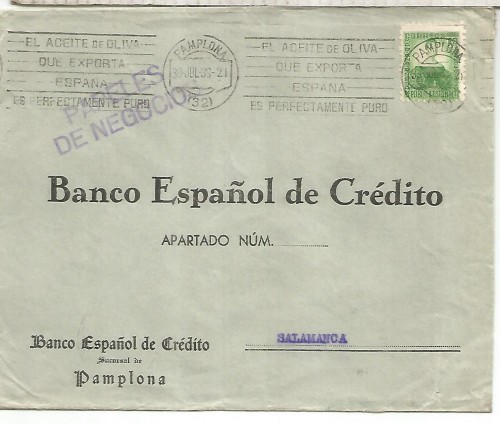 EL ACEITE DE OLIVA
QUE EXPORTA
ESPAÑA
ES PERFECTAMENTE PURO
PAMPLONA
(32)
EL ACEITE DE OLIVA
QUE EXPORTA
ESPAÑA
ES PERFECTAMENTE PURO
PAMPLONA
PAPELES
DE NEGOCIO
Banco Español de Crédito
APARTADO NÚM.
SALAMANCA
Banco Español de Crédito
Sucursal de
Pamplona